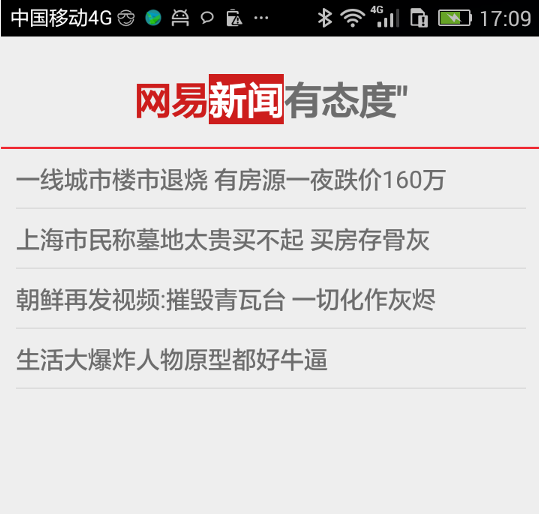 中国移动4G 4G 17:09
网易新闻有态度"
一线城市楼市退烧 有房源一夜跌价160万
上海市民称墓地太贵买不起 买房存骨灰
朝鲜再发视频:摧毁青瓦台 一切化作灰烬
生活大爆炸人物原型都好牛逼